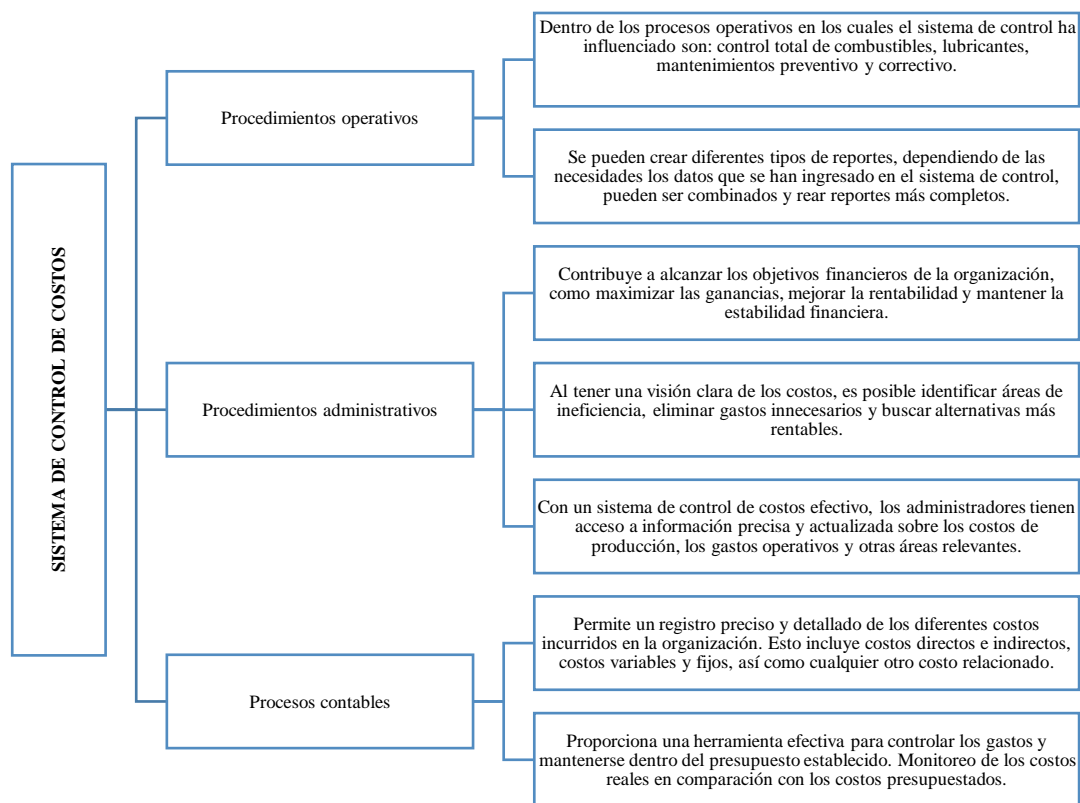 SISTEMA DE CONTROL DE COSTOS
Procedimientos operativos
Dentro de los procesos operativos en los cuales el sistema de control ha
influenciado son: control total de combustibles, lubricantes,
mantenimientos preventivo y correctivo.
Se pueden crear diferentes tipos de reportes, dependiendo de las
necesidades los datos que se han ingresado en el sistema de control,
pueden ser combinados y rear reportes más completos.
Procedimientos administrativos
Contribuye a alcanzar los objetivos financieros de la organización,
como maximizar las ganancias, mejorar la rentabilidad y mantener la
estabilidad financiera.
Al tener una visión clara de los costos, es posible identificar áreas de
ineficiencia, eliminar gastos innecesarios y buscar alternativas más
rentables.
Con un sistema de control de costos efectivo, los administradores tienen
acceso a información precisa y actualizada sobre los costos de
producción, los gastos operativos y otras áreas relevantes.
Procesos contables
Permite un registro preciso y detallado de los diferentes costos
incurridos en la organización. Esto incluye costos directos e indirectos,
costos variables y fijos, así como cualquier otro costo relacionado.
Proporciona una herramienta efectiva para controlar los gastos y
mantenerse dentro del presupuesto establecido. Monitoreo de los costos
reales en comparación con los costos presupuestados.